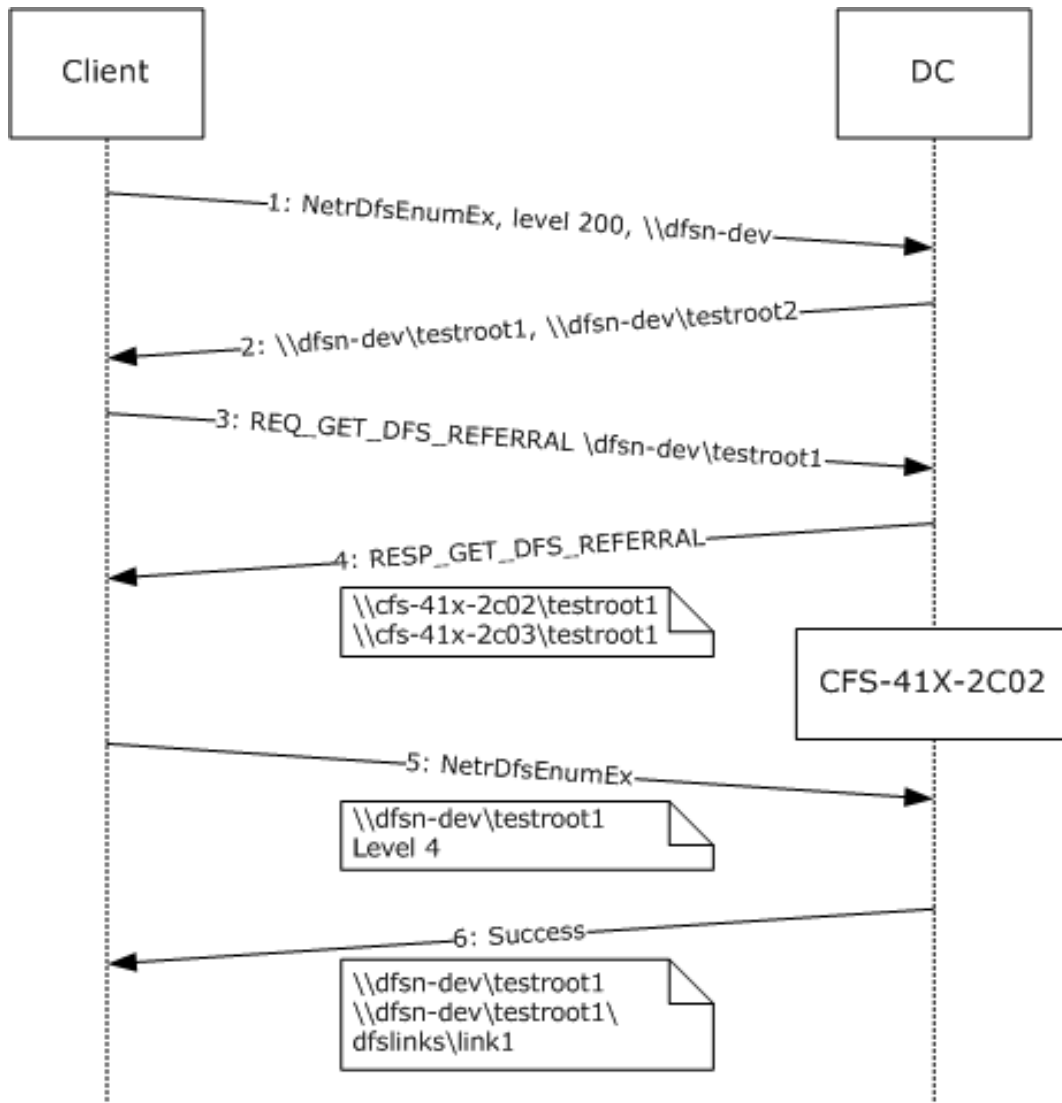 Client
DC
1: NetrDfsEnumEx, level 200, \\dfsn-dev
2: \\dfsn-dev\testroot1, \\dfsn-dev\testroot2
3: REQ_GET_DFS_REFERRAL \dfsn-dev\testroot1
4: RESP_GET_DFS_REFERRAL
\\cfs-41x-2c02\testroot1
\\cfs-41x-2c03\testroot1
CFS-41X-2C02
5: NetrDfsEnumEx
\\dfsn-dev\testroot1
Level 4
6: Success
\\dfsn-dev\testroot1
\\dfsn-dev\testroot1\
dfslinks\link1